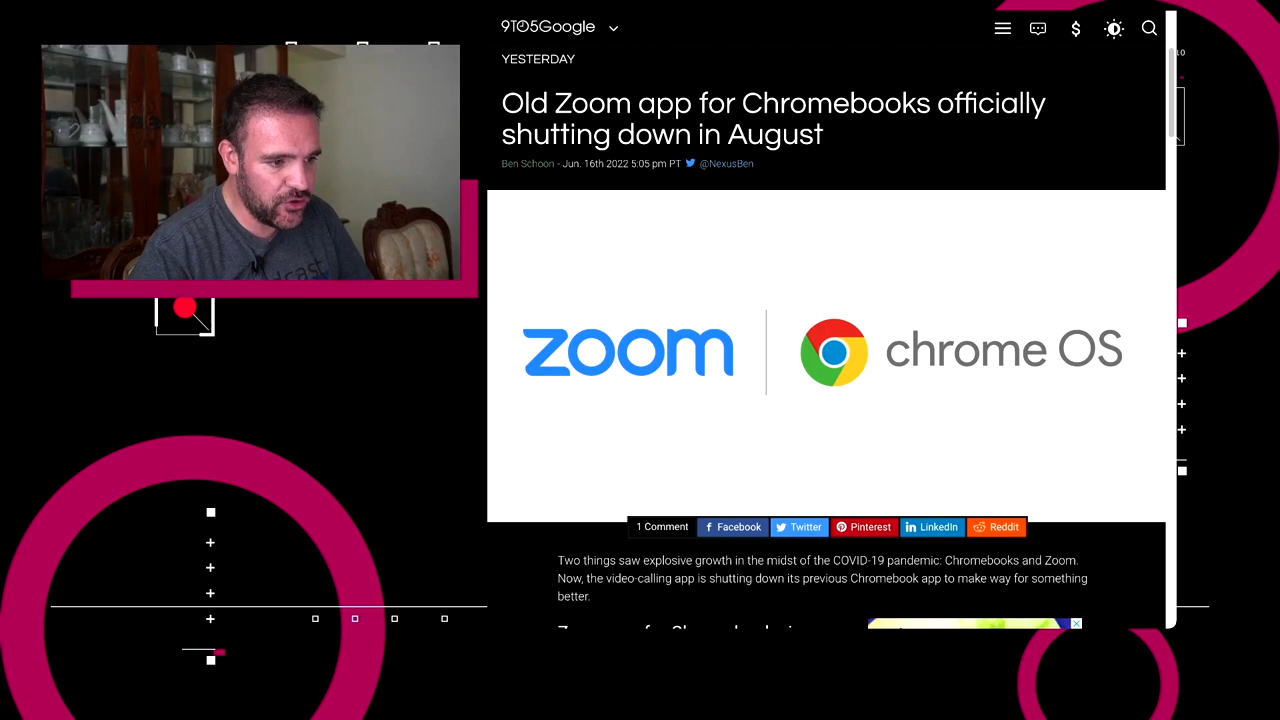 9TO5Google
YESTERDAY
Old Zoom app for Chromebooks officially
shutting down in August
Ben Schoon - Jun. 16th 2022 5:05 pm PT @NexusBen
zoom
chrome OS
1 Comment
Facebook
Twitter
Pinterest
LinkedIn
Reddit
Two things saw explosive growth in the midst of the COVID-19 pandemic: Chromebooks and Zoom.
Now, the video-calling app is shutting down its previous Chromebook app to make way for something
better.